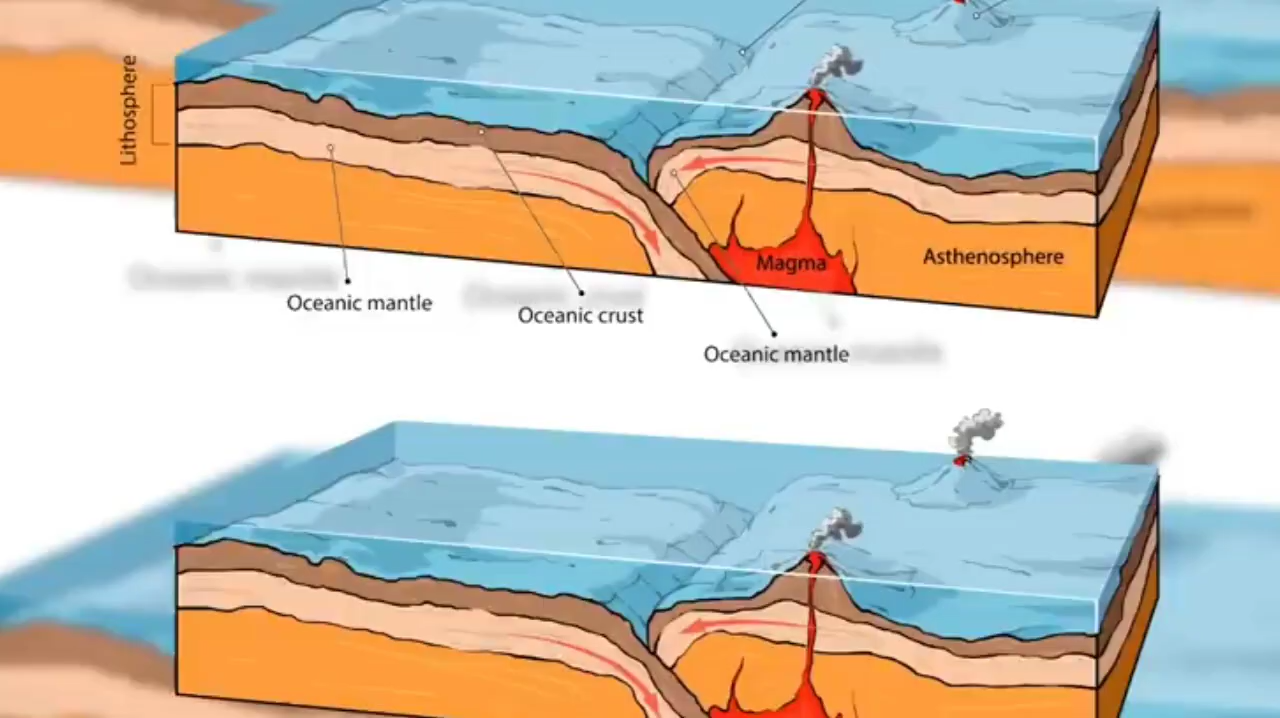 Lithosphere
Magma
Asthenosphere
Oceanic mantle
Oceanic crust
Oceanic mantle